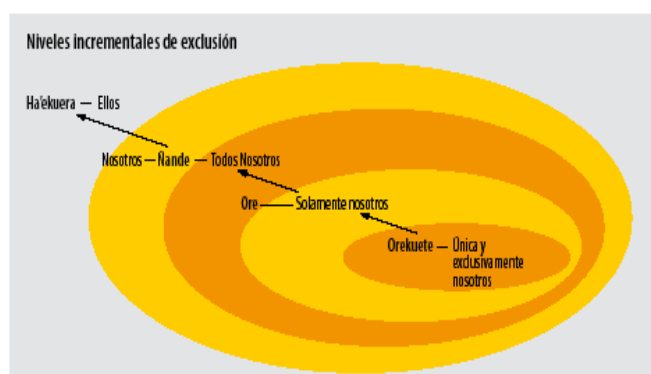 Niveles incrementales de exclusión
Ha'ekuera — Ellos
Nosotros — Ñande — Todos Nosotros
Ore —— Solamente nosotros
Orekuete — Única y
exclusivamente
nosotros